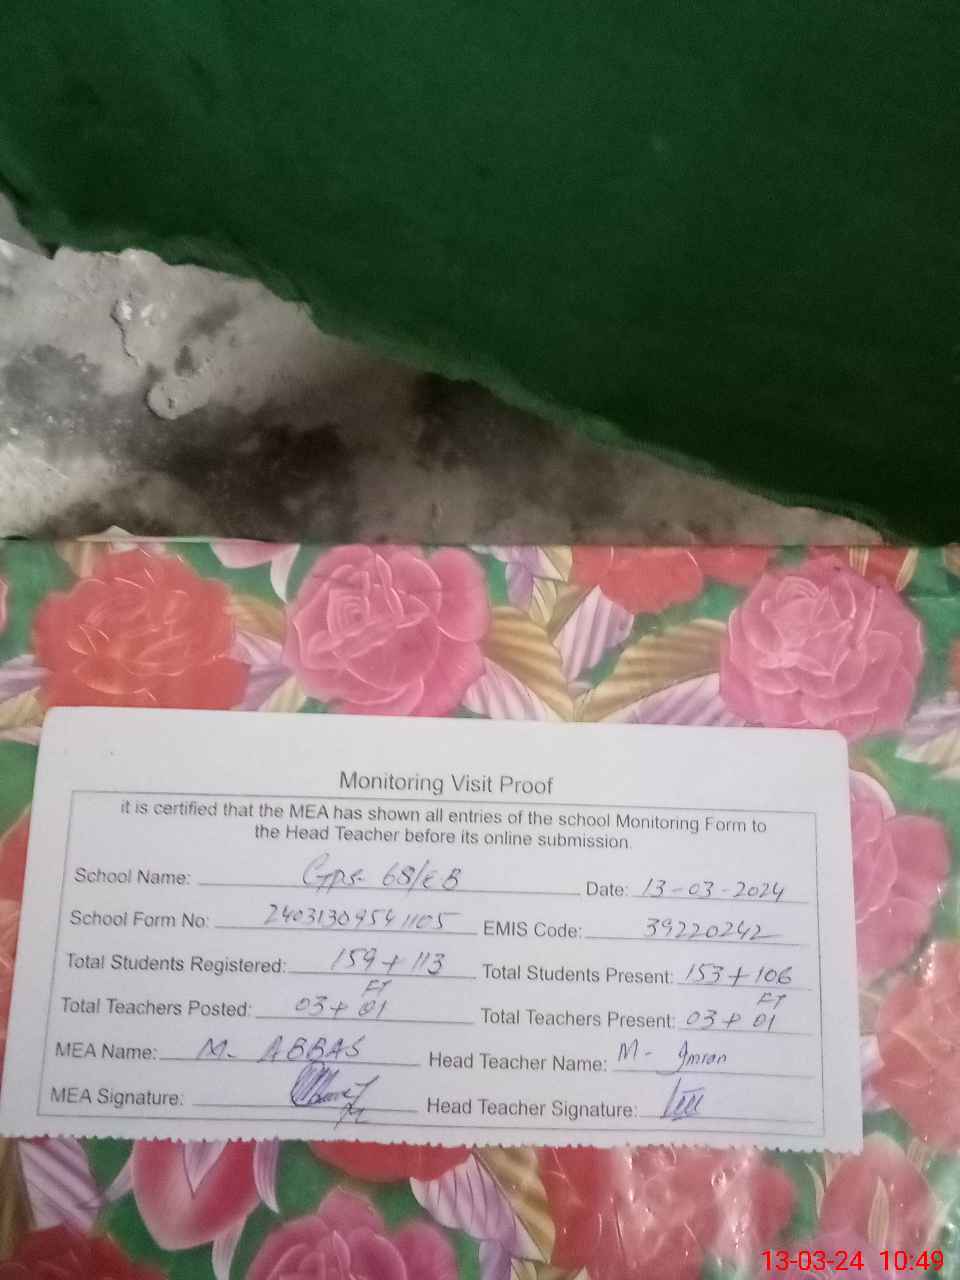 Monitoring Visit Proof
it is certified that the MEA has shown all entries of the school Monitoring Form to
the Head Teacher before its online submission.
School Name: GPS 68/EB Date: 13-03-2024
School Form No: 24031309541105 EMIS Code: 39220242
Total Students Registered: 159 + 113 Total Students Present: 153 + 106
Total Teachers Posted: 03 + 01 FT Total Teachers Present: 03 + 01 FT
MEA Name: M. ABBAS Head Teacher Name: M- Imran
MEA Signature: Head Teacher Signature:
13-03-24 10:49